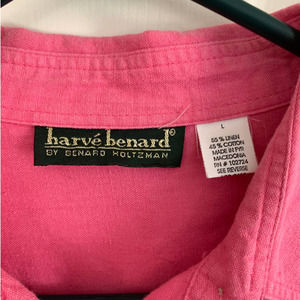 harvé benard®
BY BENARD HOLTZMAN
L
55% LINEN
45% COTTON
MADE IN FYR
MACEDONIA
RN # 102724
SEE REVERSE